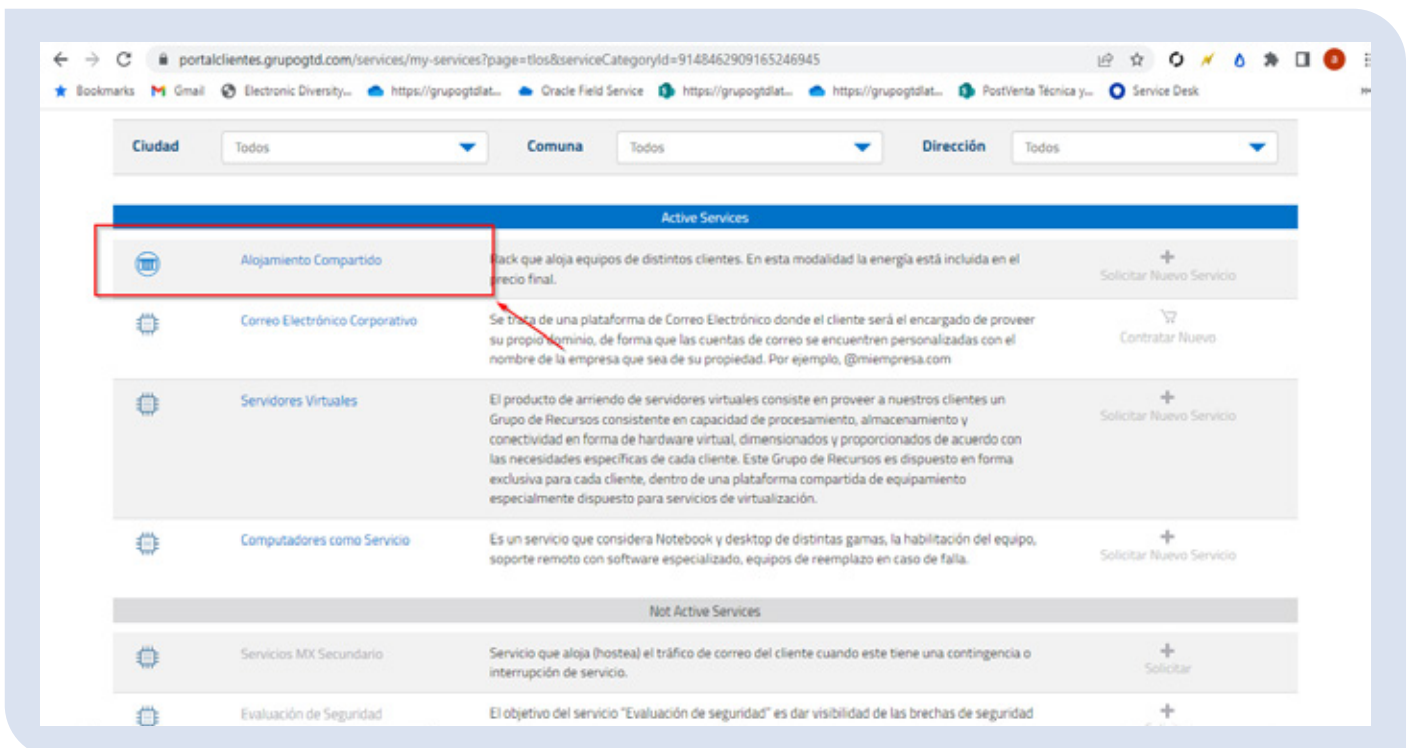 portalclientes.grupogtd.com/services/my-services?page=tlos&serviceCategoryId=9148462909165246945
Bookmarks Gmail Electronic Diversity... https://grupogtdlat... Oracle Field Service https://grupogtdlat... https://grupogtdlat... PostVenta Técnica y... Service Desk
Ciudad Todos Comuna Todos Dirección Todos
Active Services
Alojamiento Compartido
Rack que aloja equipos de distintos clientes. En esta modalidad la energía está incluida en el
precio final.
Solicitar Nuevo Servicio
Correo Electrónico Corporativo
Se trata de una plataforma de Correo Electrónico donde el cliente será el encargado de proveer
su propio dominio, de forma que las cuentas de correo se encuentren personalizadas con el
nombre de la empresa que sea de su propiedad. Por ejemplo, @miempresa.com
Contratar Nuevo
Servidores Virtuales
El producto de arriendo de servidores virtuales consiste en proveer a nuestros clientes un
Grupo de Recursos consistente en capacidad de procesamiento, almacenamiento y
conectividad en forma de hardware virtual, dimensionados y proporcionados de acuerdo con
las necesidades específicas de cada cliente. Este Grupo de Recursos es dispuesto en forma
exclusiva para cada cliente, dentro de una plataforma compartida de equipamiento
especialmente dispuesto para servicios de virtualización.
Solicitar Nuevo Servicio
Computadores como Servicio
Es un servicio que considera Notebook y desktop de distintas gamas, la habilitación del equipo,
soporte remoto con software especializado, equipos de reemplazo en caso de falla.
Solicitar Nuevo Servicio
Not Active Services
Servicios MX Secundario
Servicio que aloja (hostea) el tráfico de correo del cliente cuando este tiene una contingencia o
interrupción de servicio.
Solicitar
Evaluación de Seguridad
El objetivo del servicio "Evaluación de seguridad" es dar visibilidad de las brechas de seguridad